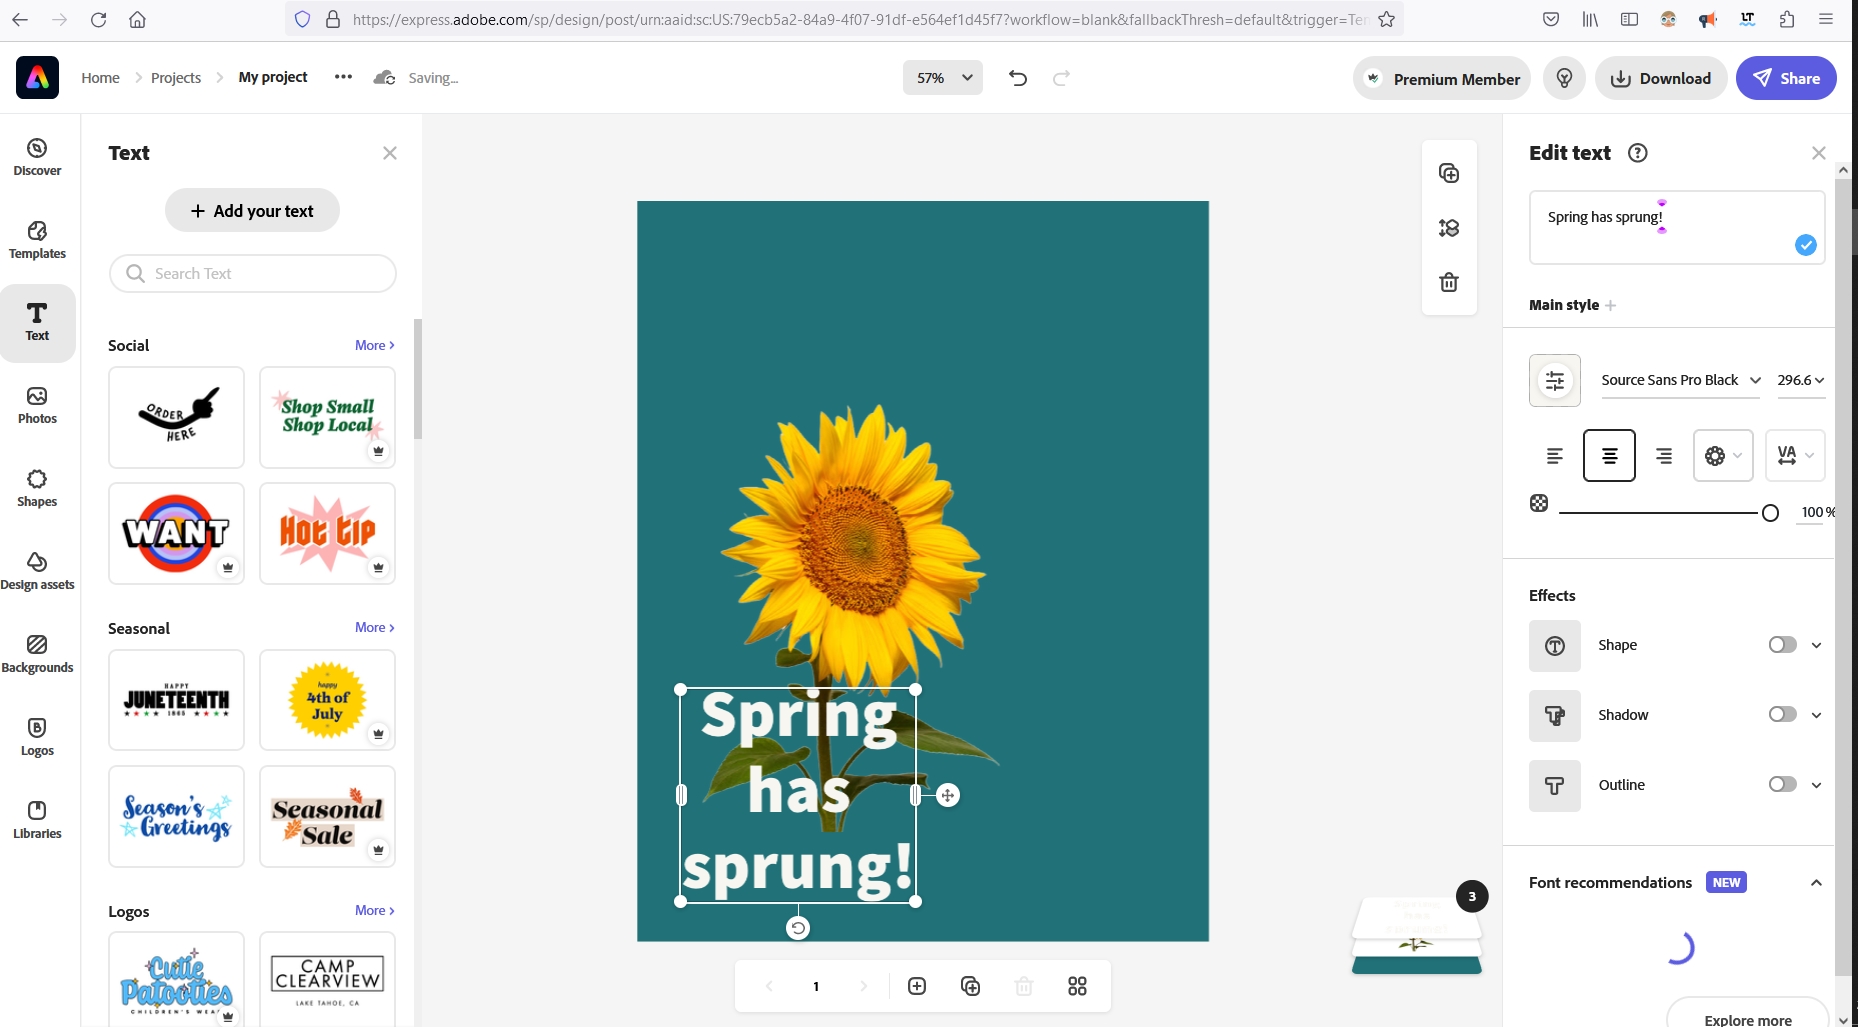 https://express.adobe.com/sp/design/post/urn:aaid:sc:US:79ecb5a2-84a9-4f07-91df-e564ef1d45f7?workflow=blank&fallbackThresh=default&trigger=Ter
LT
Home
Projects
My project
Saving...
57%
Premium Member
Download
Share
Discover
Templates
Text
Photos
Shapes
Design assets
Backgrounds
Logos
Libraries
Text
+ Add your text
Search Text
Social
More
ORDER
HERE
Shop Small
Shop Local
WANT
Hot tip
Seasonal
More
HAPPY
JUNETEENTH
1865
happy
4th of
July
Season's
Greetings
Seasonal
Sale
Logos
More
Cutie
Patooties
CHILDREN'S WEAR
CAMP
CLEARVIEW
LAKE TAHOE, CA
Spring
has
sprung!
1
3
Edit text
Spring has sprung!
Main style +
Source Sans Pro Black
296.6
VA
100 %
Effects
Shape
Shadow
Outline
Font recommendations
NEW
Explore more